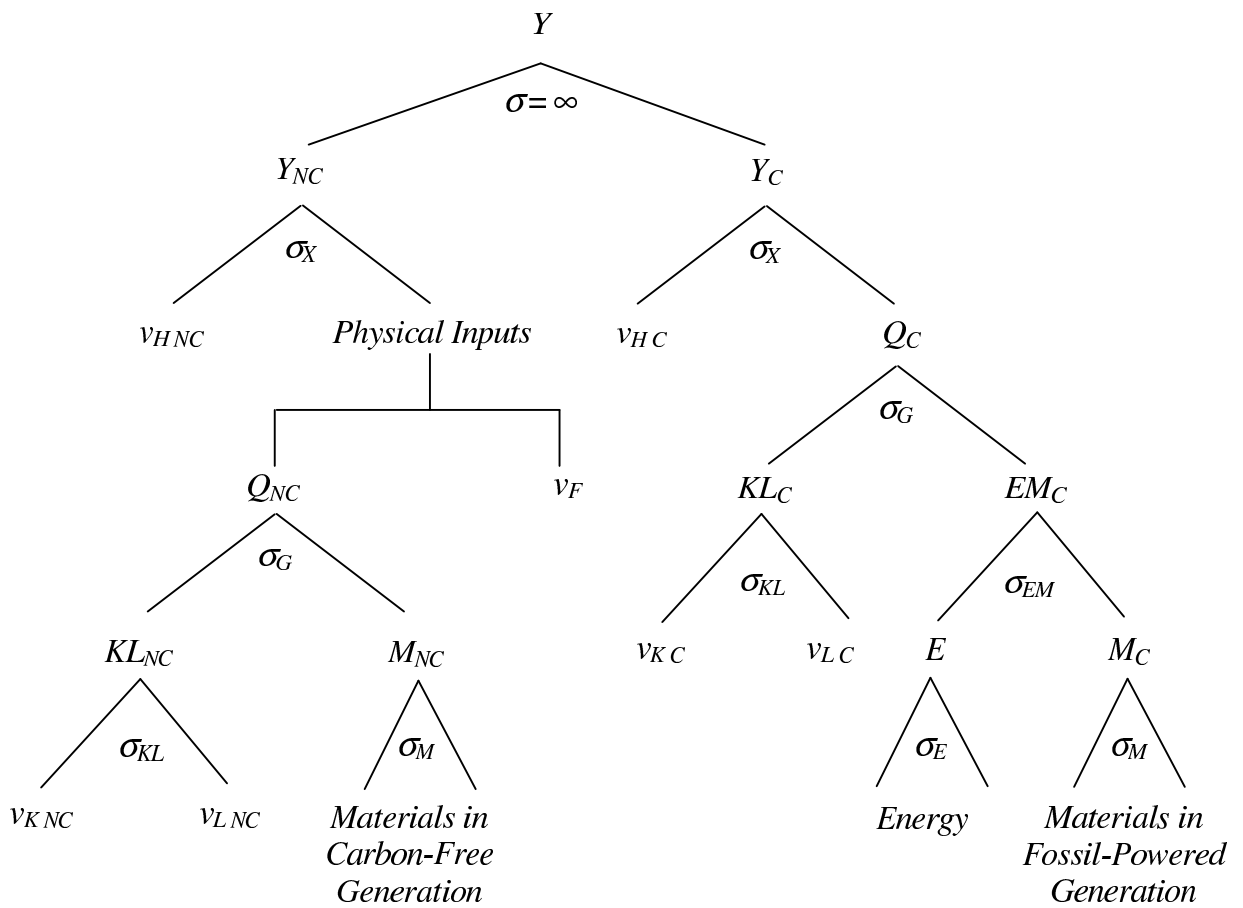 Y
σ = ∞
Y_NC Y_C
σ_X σ_X
v_H NC Physical Inputs v_H C Q_C
σ_G
Q_NC v_F KL_C EM_C
σ_G σ_KL σ_EM
KL_NC M_NC v_K C v_L C E M_C
σ_KL σ_M σ_E σ_M
v_K NC v_L NC Materials in Energy Materials in
Carbon-Free Fossil-Powered
Generation Generation